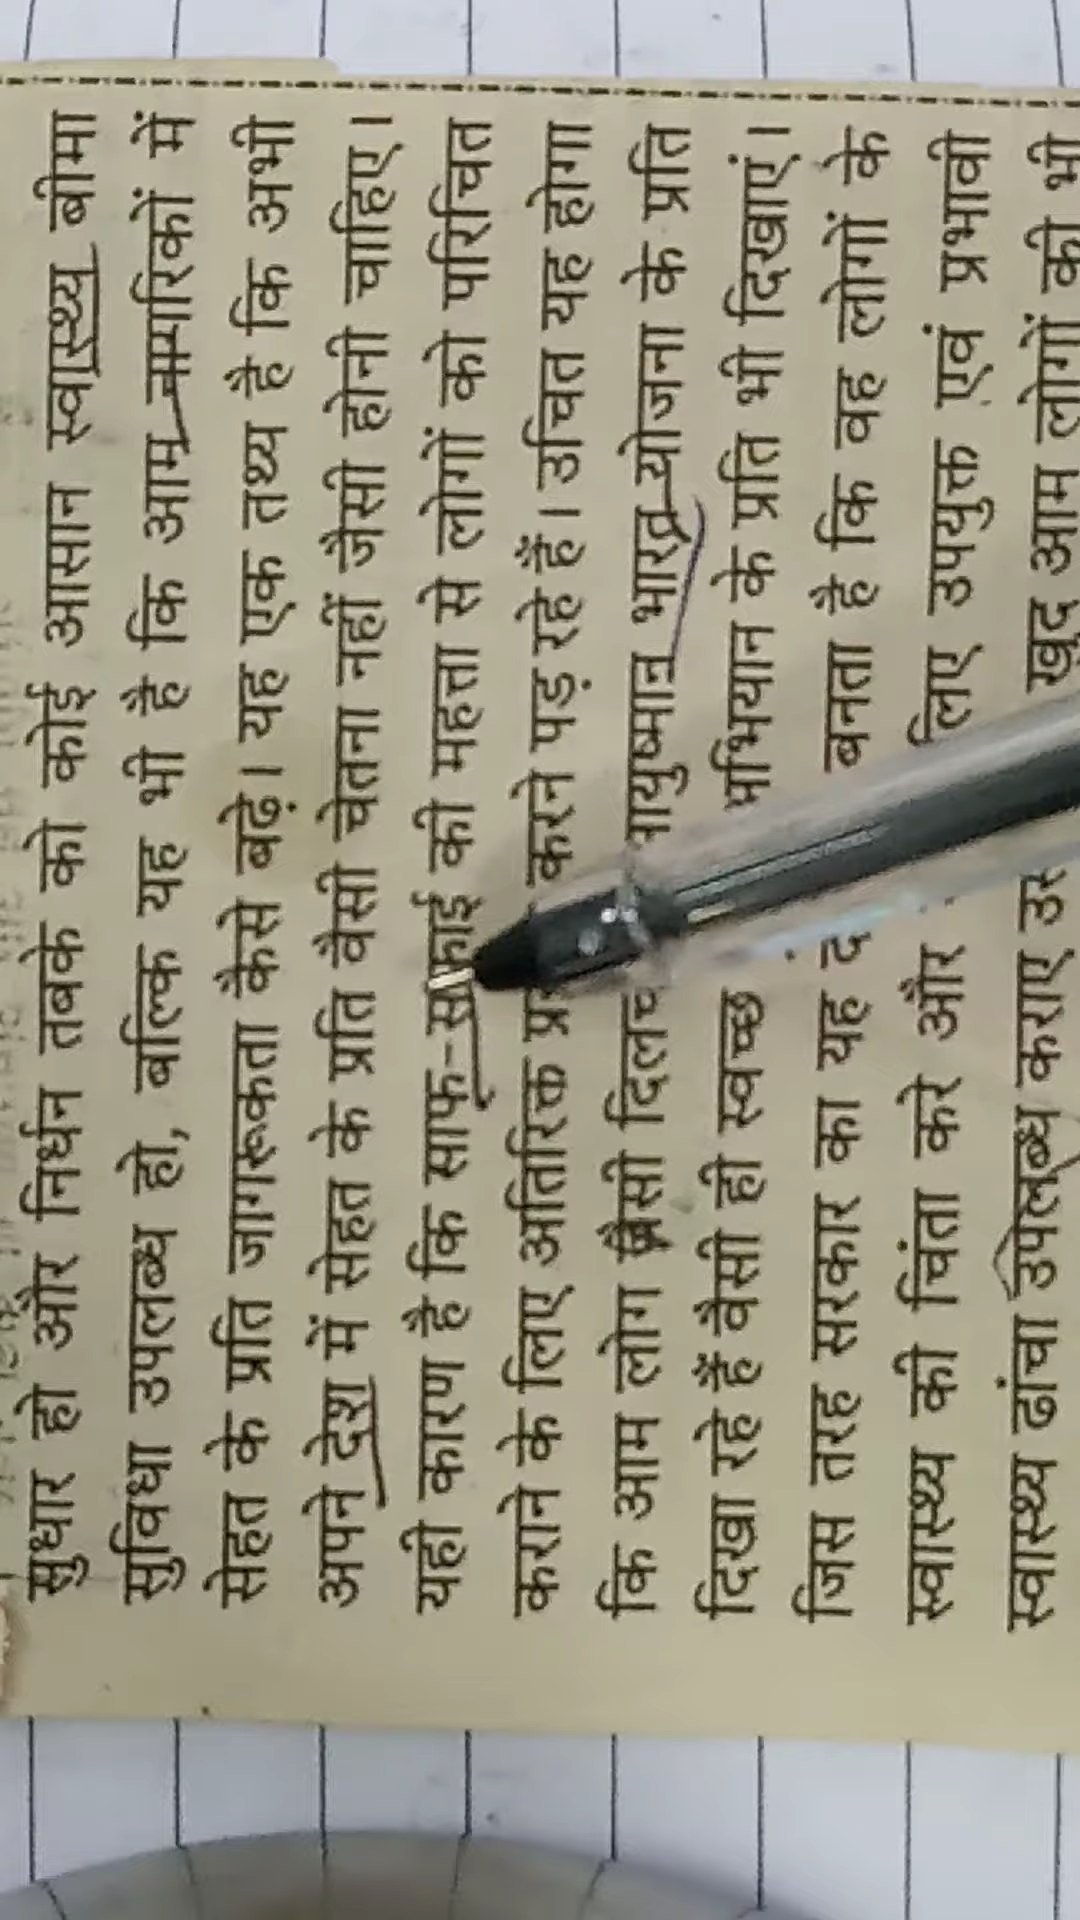 सुधार हो और निर्धन तबके को कोई आसान स्वास्थ्य बीमा
सुविधा उपलब्ध हो, बल्कि यह भी है कि आम नागरिकों में
सेहत के प्रति जागरूकता कैसे बढ़े। यह एक तथ्य है कि अभी
अपने देश में सेहत के प्रति वैसी चेतना नहीं जैसी होनी चाहिए।
यही कारण है कि साफ-सफाई की महत्ता से लोगों को परिचित
कराने के लिए अतिरिक्त करने पड़ रहे हैं। उचित यह होगा
कि आम लोग भारत योजना के प्रति
दिखा रहे हैं वैसी ही स्वच्छ के प्रति भी दिखाएं।
जिस तरह सरकार का यह बनता है कि वह लोगों के
स्वास्थ्य की चिंता करे और लिए उपयुक्त एवं प्रभावी
स्वास्थ्य ढांचा उपलब्ध कराए खुद आम लोगों की भी